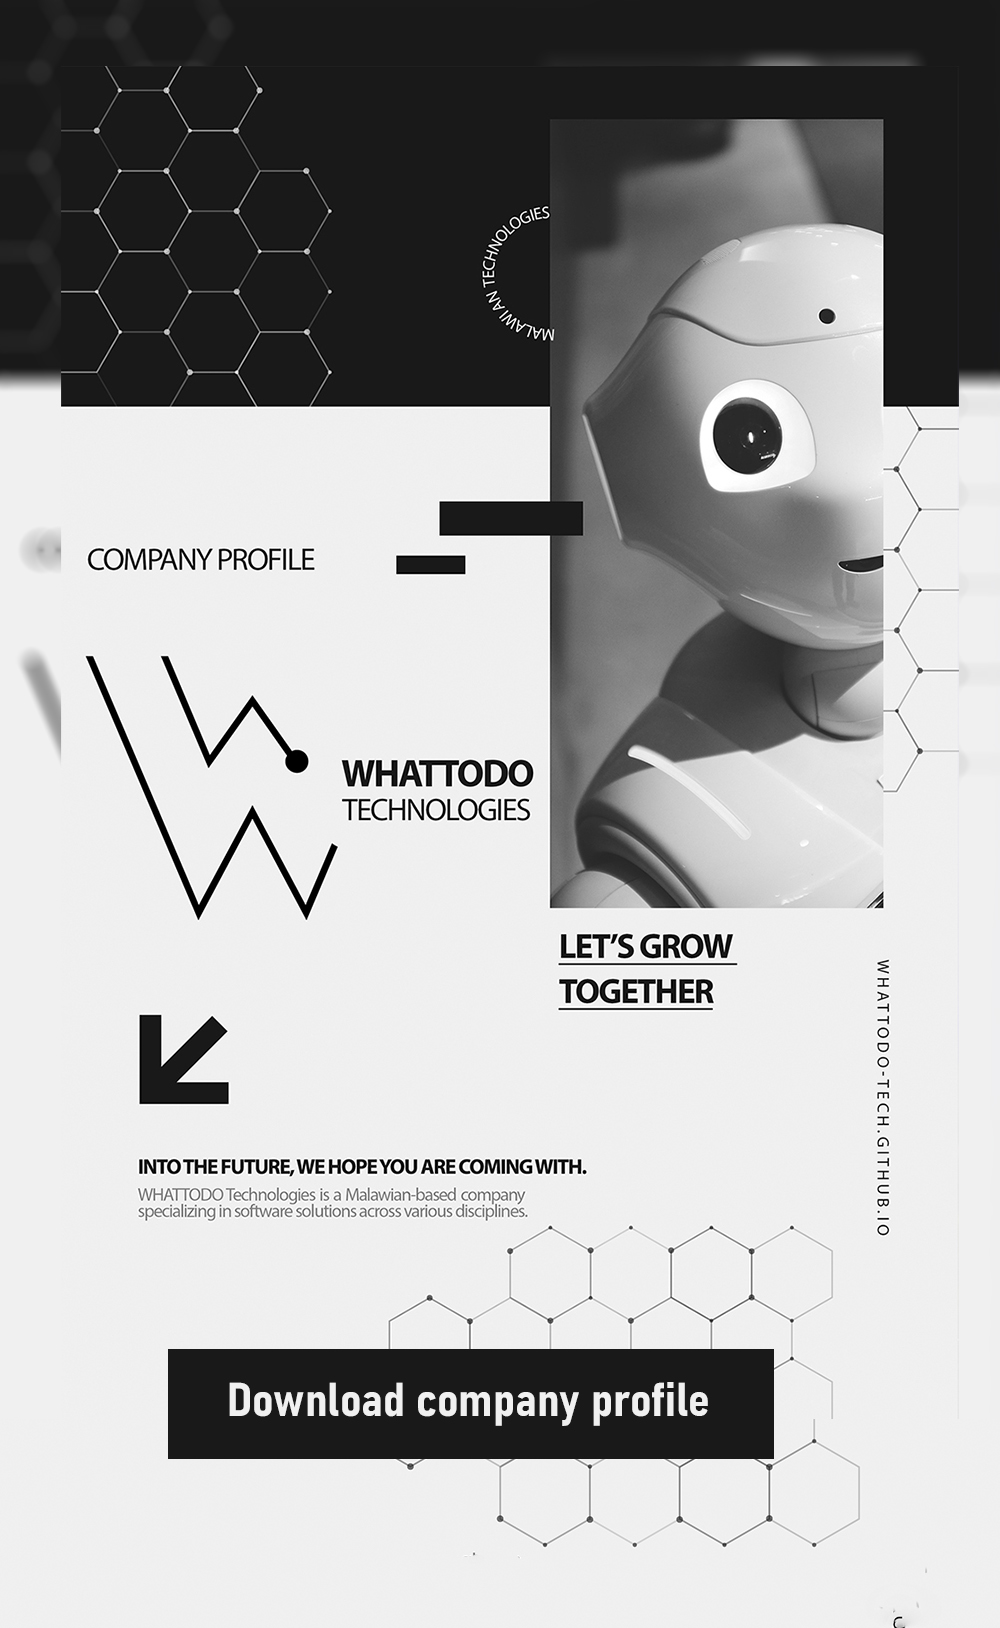 MALAWIAN TECHNOLOGIES
COMPANY PROFILE
WHATTODO
TECHNOLOGIES
LET'S GROW
TOGETHER
WHATTODO-TECH.GITHUB.IO
INTO THE FUTURE, WE HOPE YOU ARE COMING WITH.
WHATTODO Technologies is a Malawian-based company
specializing in software solutions across various disciplines.
Download company profile